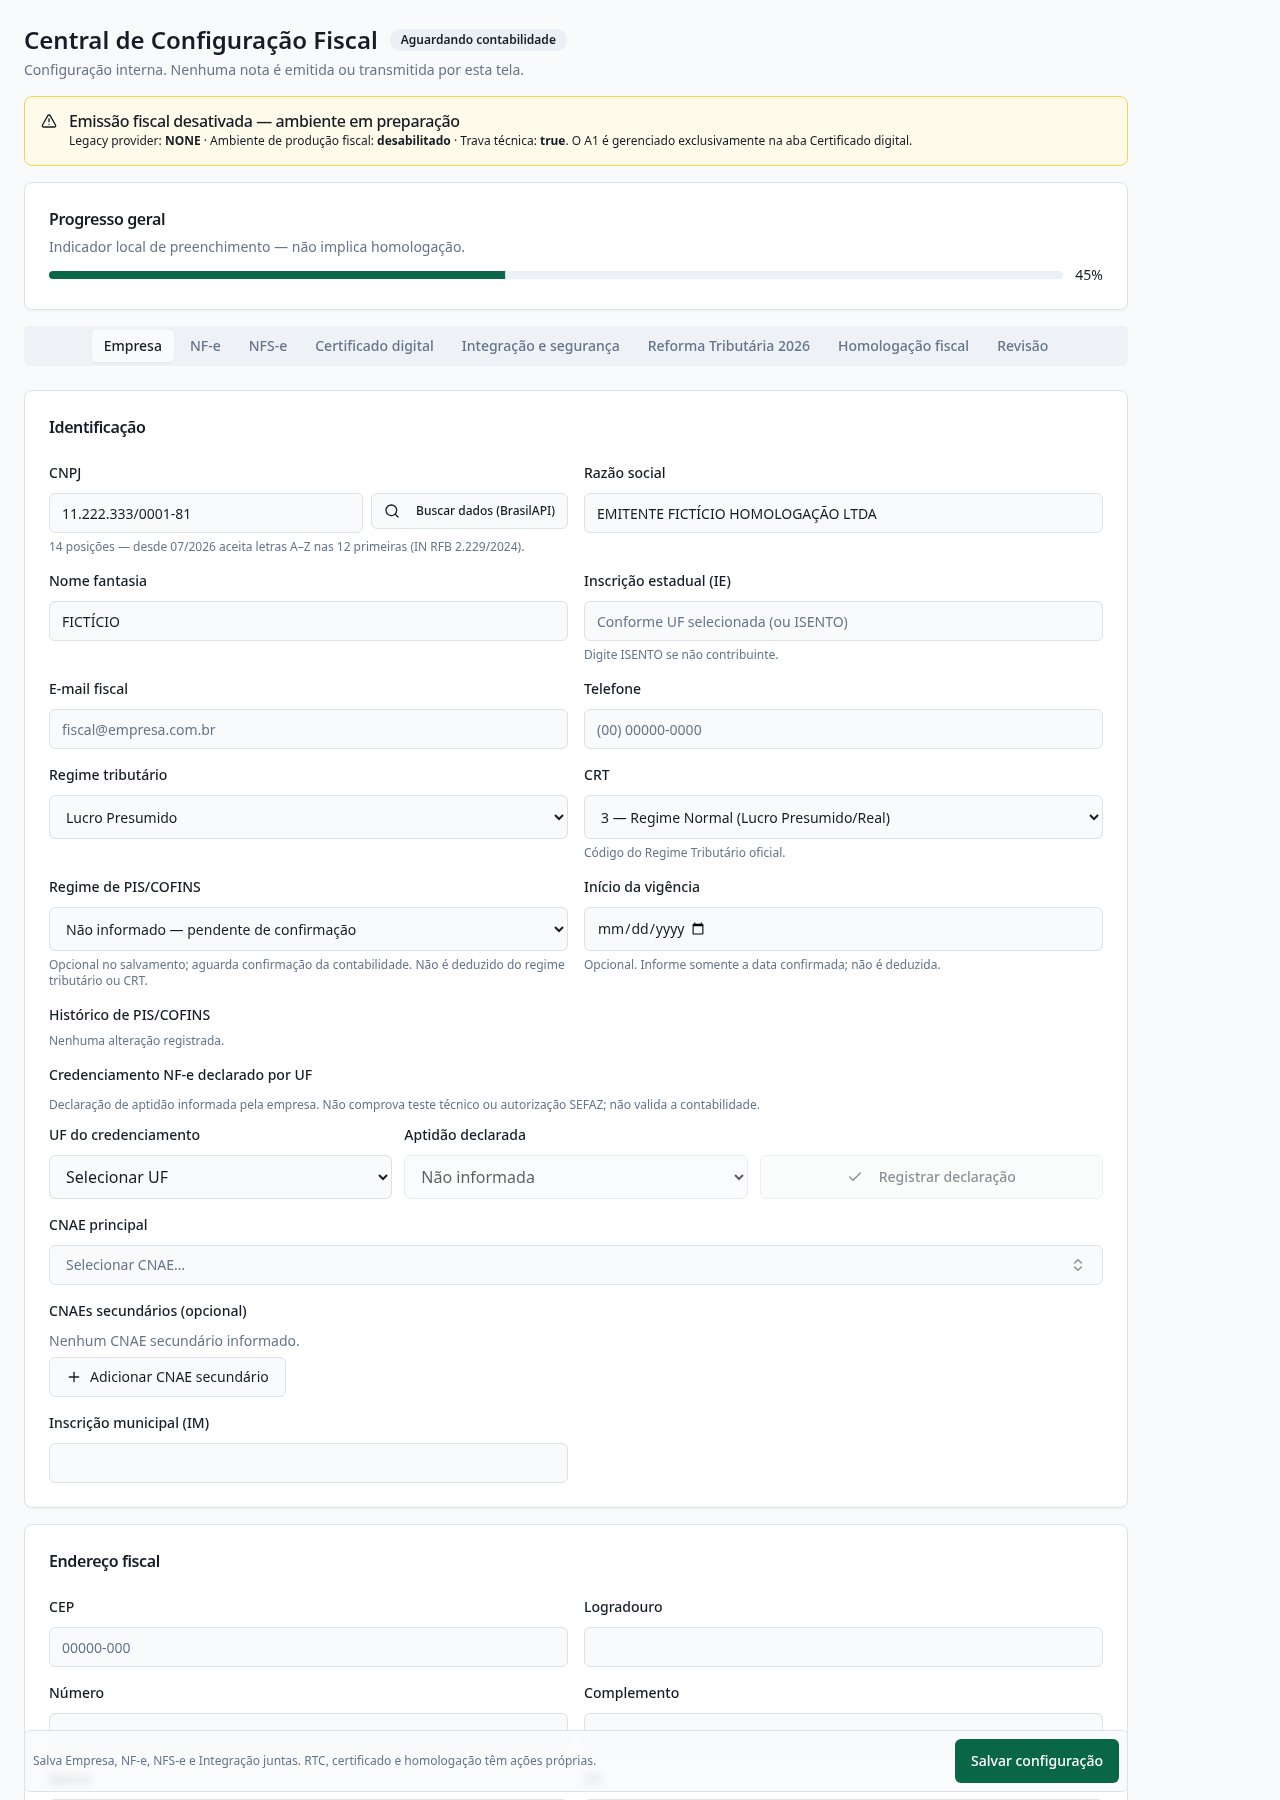 Central de Configuração Fiscal
Aguardando contabilidade
Configuração interna. Nenhuma nota é emitida ou transmitida por esta tela.
Emissão fiscal desativada — ambiente em preparação
Legacy provider: NONE · Ambiente de produção fiscal: desabilitado · Trava técnica: true. O A1 é gerenciado exclusivamente na aba Certificado digital.
Progresso geral
Indicador local de preenchimento — não implica homologação.
45%
Empresa NF-e NFS-e Certificado digital Integração e segurança Reforma Tributária 2026 Homologação fiscal Revisão
Identificação
CNPJ
11.222.333/0001-81
Buscar dados (BrasilAPI)
14 posições — desde 07/2026 aceita letras A–Z nas 12 primeiras (IN RFB 2.229/2024).
Razão social
EMITENTE FICTÍCIO HOMOLOGAÇÃO LTDA
Nome fantasia
FICTÍCIO
Inscrição estadual (IE)
Conforme UF selecionada (ou ISENTO)
Digite ISENTO se não contribuinte.
E-mail fiscal
fiscal@empresa.com.br
Telefone
(00) 00000-0000
Regime tributário
Lucro Presumido
CRT
3 — Regime Normal (Lucro Presumido/Real)
Código do Regime Tributário oficial.
Regime de PIS/COFINS
Não informado — pendente de confirmação
Opcional no salvamento; aguarda confirmação da contabilidade. Não é deduzido do regime
tributário ou CRT.
Início da vigência
mm/dd/yyyy
Opcional. Informe somente a data confirmada; não é deduzida.
Histórico de PIS/COFINS
Nenhuma alteração registrada.
Credenciamento NF-e declarado por UF
Declaração de aptidão informada pela empresa. Não comprova teste técnico ou autorização SEFAZ; não valida a contabilidade.
UF do credenciamento
Selecionar UF
Aptidão declarada
Não informada
Registrar declaração
CNAE principal
Selecionar CNAE...
CNAEs secundários (opcional)
Nenhum CNAE secundário informado.
Adicionar CNAE secundário
Inscrição municipal (IM)
Endereço fiscal
CEP
00000-000
Logradouro
Número
Complemento
Salva Empresa, NF-e, NFS-e e Integração juntas. RTC, certificado e homologação têm ações próprias.
Salvar configuração